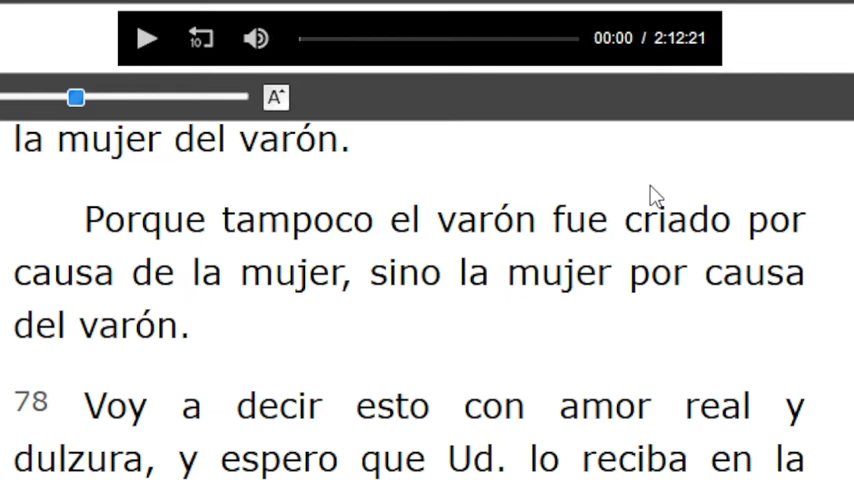 10
00:00 / 2:12:21
A
la mujer del varón.
Porque tampoco el varón fue criado por
causa de la mujer, sino la mujer por causa
del varón.
78 Voy a decir esto con amor real y
dulzura, y espero que Ud. lo reciba en la